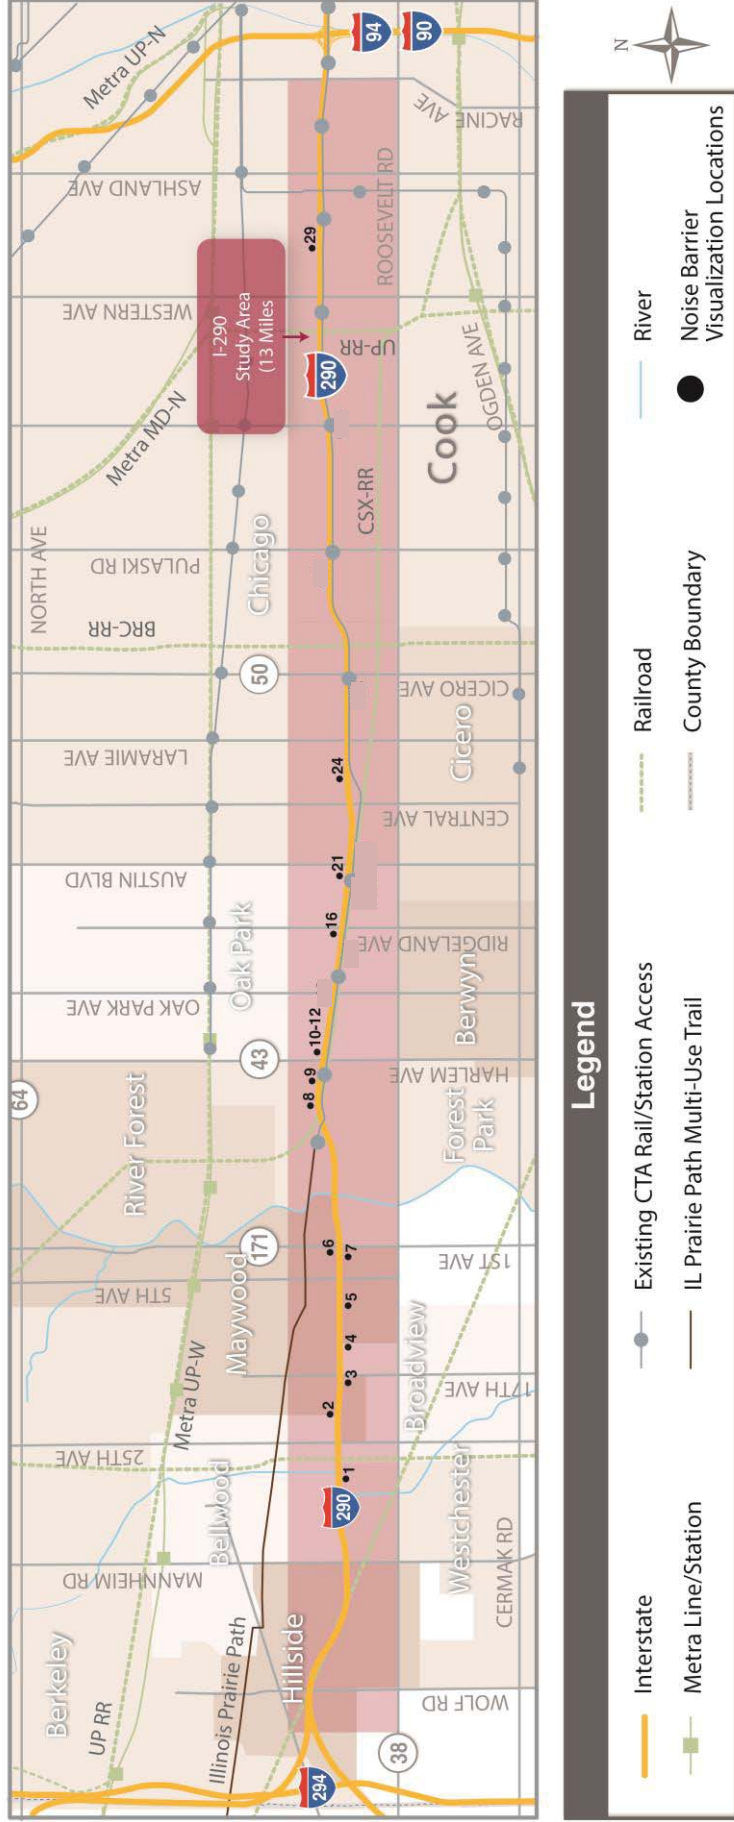 64
43
NORTH AVE
Metra UP-N
Berkeley
UP RR
MANNHEIM RD
25TH AVE
5TH AVE
River Forest
OAK PARK AVE
AUSTIN BLVD
LARAMIE AVE
BRC-RR
PULASKI RD
Metra MD-N
WESTERN AVE
ASHLAND AVE
Metra UP-W
Illinois Prairie Path
Bellwood
Maywood
171
Oak Park
50
Chicago
I-290
Study Area
(13 Miles
Hillside
294
290
1
2
3
4
5
6
7
8
9
10-12
16
21
24
290
29
94
90
UP-RR
CSX-RR
ROOSEVELT RD
RACINE
AVE
38
WOLF RD
CERMAK RD
Westchester
Broadview
17TH AVE
1ST AVE
Forest
Park
HARLEM AVE
Berwyn
RIDGELAND AVE
CENTRAL AVE
Cicero
CICERO AVE
Cook
OGDEN AVE
N
Legend
Interstate
Existing CTA Rail/Station Access
Railroad
River
Metra Line/Station
IL Prairie Path Multi-Use Trail
County Boundary
Noise Barrier
Visualization Locations